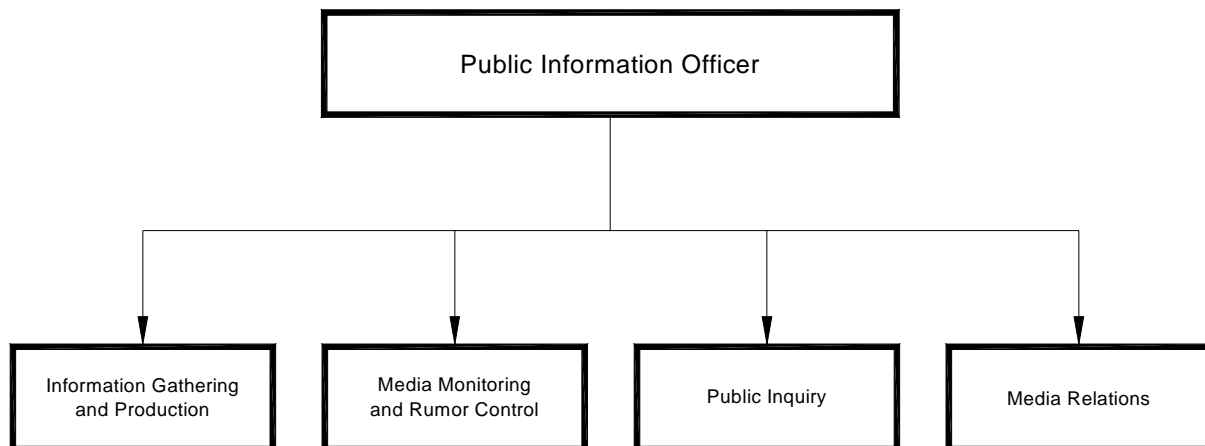 Public Information Officer
Information Gathering
and Production
Media Monitoring
and Rumor Control
Public Inquiry
Media Relations